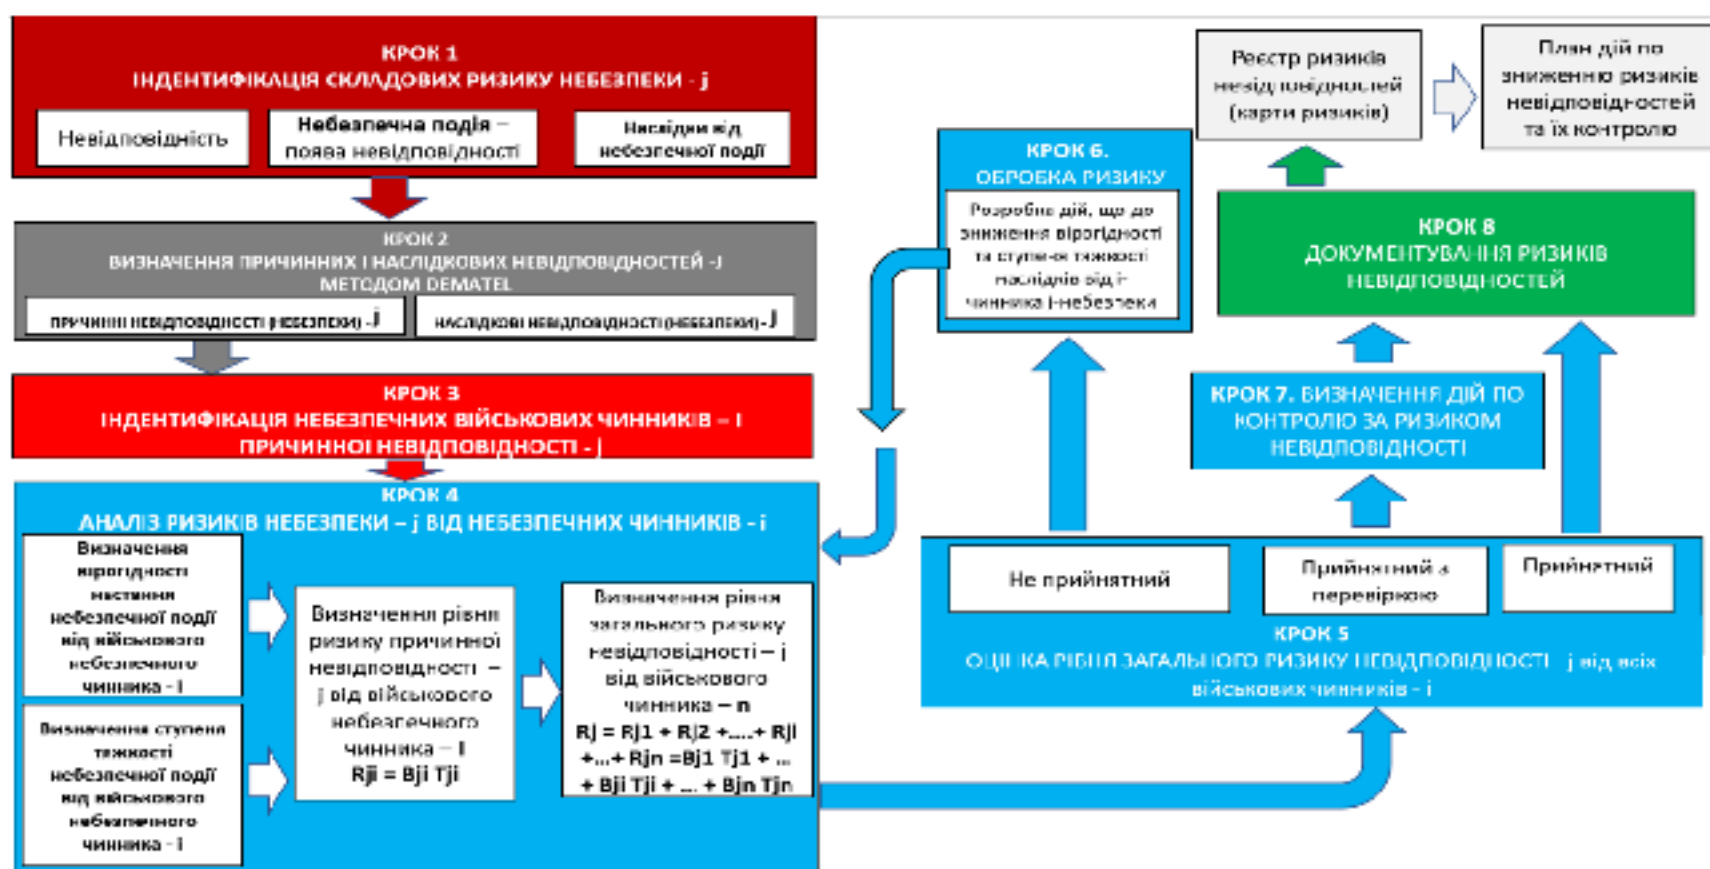 КРОК 1
ІНДЕНТИФІКАЦІЯ СКЛАДОВИХ РИЗИКУ НЕБЕЗПЕКИ - j
Невідповідність
Небезпечна подія –
поява невідповідності
Наслідки від
небезпечної події
КРОК 2
ВИЗНАЧЕННЯ ПРИЧИННИХ І НАСЛІДКОВИХ НЕВІДПОВІДНОСТЕЙ -J
МЕТОДОМ DEMATEL
ПРИЧИННІ НЕВІДПОВІДНОСТІ (НЕБЕЗПЕКИ) - j
НАСЛІДКОВІ НЕВІДПОВІДНОСТІ (НЕБЕЗПЕКИ) - J
КРОК 3
ІНДЕНТИФІКАЦІЯ НЕБЕЗПЕЧНИХ ВІЙСЬКОВИХ ЧИННИКІВ – І
ПРИЧИННОЇ НЕВІДПОВІДНОСТІ - j
КРОК 4
АНАЛІЗ РИЗИКІВ НЕБЕЗПЕКИ – j ВІД НЕБЕЗПЕЧНИХ ЧИННИКІВ - і
Визначення
вірогідності
настання
небезпечної події
від військового
небезпечного
чинника - І
Визначення ступеня
тяжкості
небезпечної події
від військового
небезпечного
чинника - І
Визначення рівня
ризику причинної
невідповідності –
j від військового
небезпечного
чинника – І
Rji = Bji Tji
Визначення рівня
загального ризику
невідповідності – j
від військового
чинника – n
Rj = Rj1 + Rj2 +....+ Rji
+...+ Rjn =Bj1 Tj1 + ...
+ Bji Tji + ... + Bjn Tjn
КРОК 6.
ОБРОБКА РИЗИКУ
Розробка дій, що до
зниження вірогідності
та ступеня тяжкості
наслідків від і-
чинника j-небезпеки
Реєстр ризиків
невідповідностей
(карти ризиків)
План дій по
зниженню ризиків
невідповідностей
та їх контролю
КРОК 8
ДОКУМЕНТУВАННЯ РИЗИКІВ
НЕВІДПОВІДНОСТЕЙ
КРОК 7. ВИЗНАЧЕННЯ ДІЙ ПО
КОНТРОЛЮ ЗА РИЗИКОМ
НЕВІДПОВІДНОСТІ
Не прийнятний
Прийнятний з
перевіркою
Прийнятний
КРОК 5
ОЦІНКА РІВНЯ ЗАГАЛЬНОГО РИЗИКУ НЕВІДПОВІДНОСТІ j від всіх
військових чинників - і